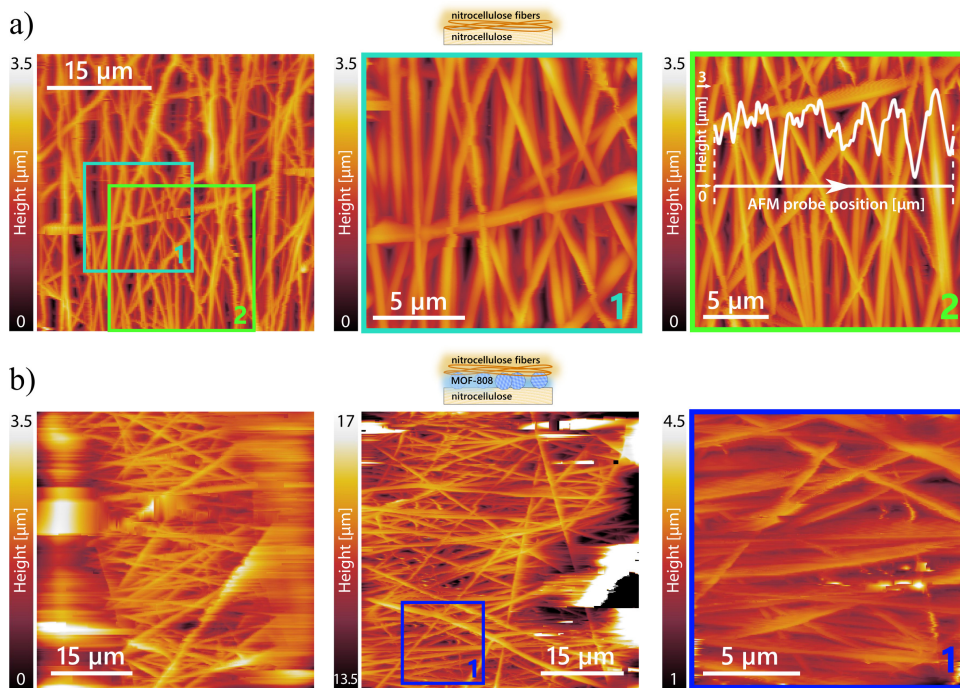 a)
nitrocellulose fibers
nitrocellulose
3.5
Height [µm]
0
15 µm
1
2
3.5
Height [µm]
0
5 µm
1
3.5
Height [µm]
0
3
Height [µm]
0
AFM probe position [µm]
5 µm
2
b)
nitrocellulose fibers
MOF-808
nitrocellulose
3.5
Height [µm]
0
15 µm
17
Height [µm]
13.5
1
15 µm
4.5
Height [µm]
1
5 µm
1